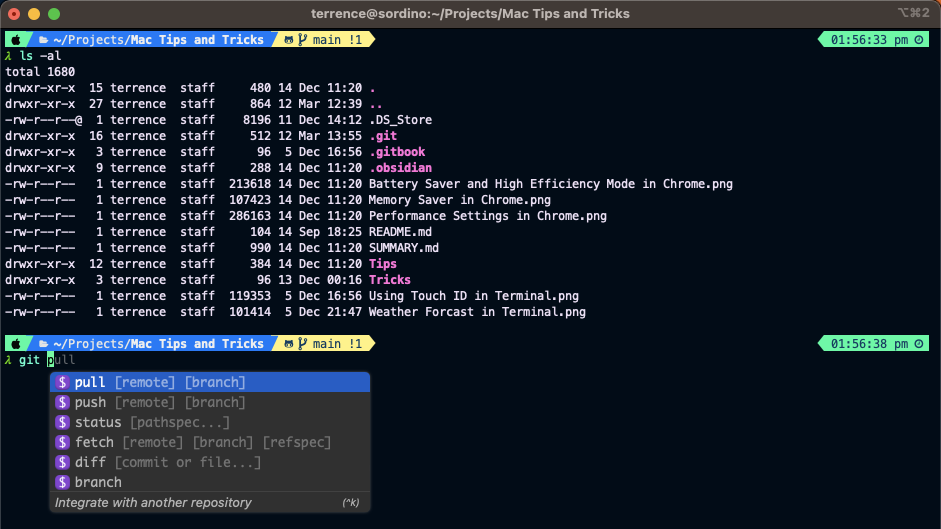 terrence@sordino:~/Projects/Mac Tips and Tricks ⌥⌘2
~/Projects/Mac Tips and Tricks main !1 01:56:33 pm
λ ls -al
total 1680
drwxr-xr-x 15 terrence staff 480 14 Dec 11:20 .
drwxr-xr-x 27 terrence staff 864 12 Mar 12:39 ..
-rw-r--r--@ 1 terrence staff 8196 11 Dec 14:12 .DS_Store
drwxr-xr-x 16 terrence staff 512 12 Mar 13:55 .git
drwxr-xr-x 3 terrence staff 96 5 Dec 16:56 .gitbook
drwxr-xr-x 9 terrence staff 288 14 Dec 11:20 .obsidian
-rw-r--r-- 1 terrence staff 213618 14 Dec 11:20 Battery Saver and High Efficiency Mode in Chrome.png
-rw-r--r-- 1 terrence staff 107423 14 Dec 11:20 Memory Saver in Chrome.png
-rw-r--r-- 1 terrence staff 286163 14 Dec 11:20 Performance Settings in Chrome.png
-rw-r--r-- 1 terrence staff 104 14 Sep 18:25 README.md
-rw-r--r-- 1 terrence staff 990 14 Dec 11:20 SUMMARY.md
drwxr-xr-x 12 terrence staff 384 14 Dec 11:20 Tips
drwxr-xr-x 3 terrence staff 96 13 Dec 00:16 Tricks
-rw-r--r-- 1 terrence staff 119353 5 Dec 16:56 Using Touch ID in Terminal.png
-rw-r--r-- 1 terrence staff 101414 5 Dec 21:47 Weather Forcast in Terminal.png
~/Projects/Mac Tips and Tricks main !1 01:56:38 pm
λ git pull
$ pull [remote] [branch]
$ push [remote] [branch]
$ status [pathspec...]
$ fetch [remote] [branch] [refspec]
$ diff [commit or file...]
$ branch
Integrate with another repository (^k)